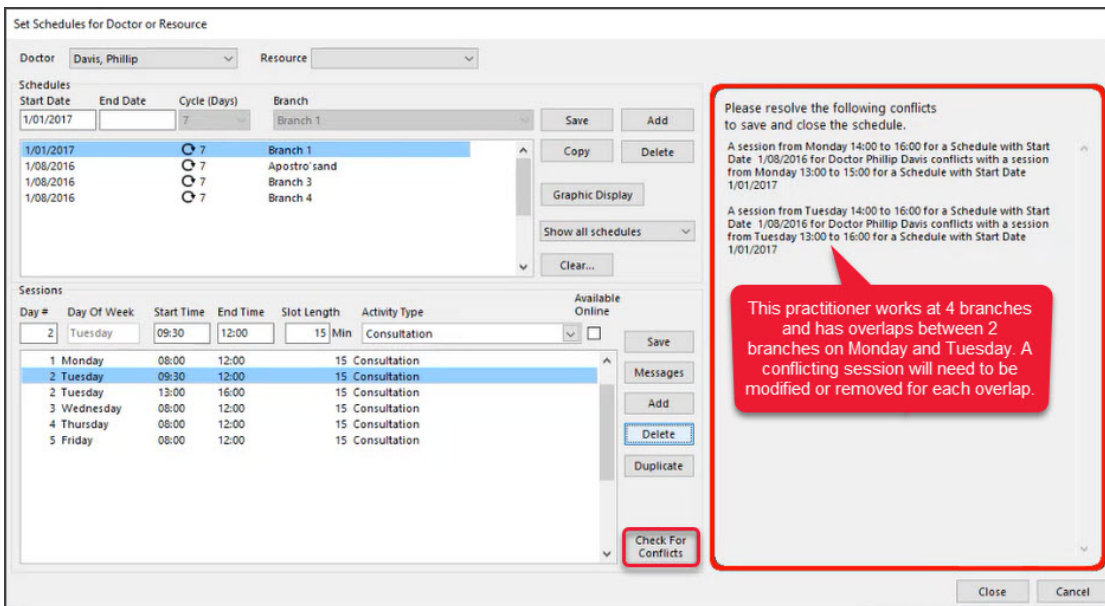 Set Schedules for Doctor or Resource
Doctor Davis, Phillip Resource
Schedules
Start Date End Date Cycle (Days) Branch
1/01/2017 7 Branch 1 Save Add
1/01/2017 7 Branch 1
1/08/2016 7 Apostro'sand
1/08/2016 7 Branch 3
1/08/2016 7 Branch 4
Copy Delete
Graphic Display
Show all schedules
Clear...
Sessions
Day # Day Of Week Start Time End Time Slot Length Activity Type Available
Online
2 Tuesday 09:30 12:00 15 Min Consultation
1 Monday 08:00 12:00 15 Consultation
2 Tuesday 09:30 12:00 15 Consultation
2 Tuesday 13:00 16:00 15 Consultation
3 Wednesday 08:00 12:00 15 Consultation
4 Thursday 08:00 12:00 15 Consultation
5 Friday 08:00 12:00 15 Consultation
Save
Messages
Add
Delete
Duplicate
Check For
Conflicts
Please resolve the following conflicts
to save and close the schedule.
A session from Monday 14:00 to 16:00 for a Schedule with Start
Date 1/08/2016 for Doctor Phillip Davis conflicts with a session
from Monday 13:00 to 15:00 for a Schedule with Start Date
1/01/2017
A session from Tuesday 14:00 to 16:00 for a Schedule with Start
Date 1/08/2016 for Doctor Phillip Davis conflicts with a session
from Tuesday 13:00 to 16:00 for a Schedule with Start Date
1/01/2017
This practitioner works at 4 branches
and has overlaps between 2
branches on Monday and Tuesday. A
conflicting session will need to be
modified or removed for each overlap.
Close Cancel